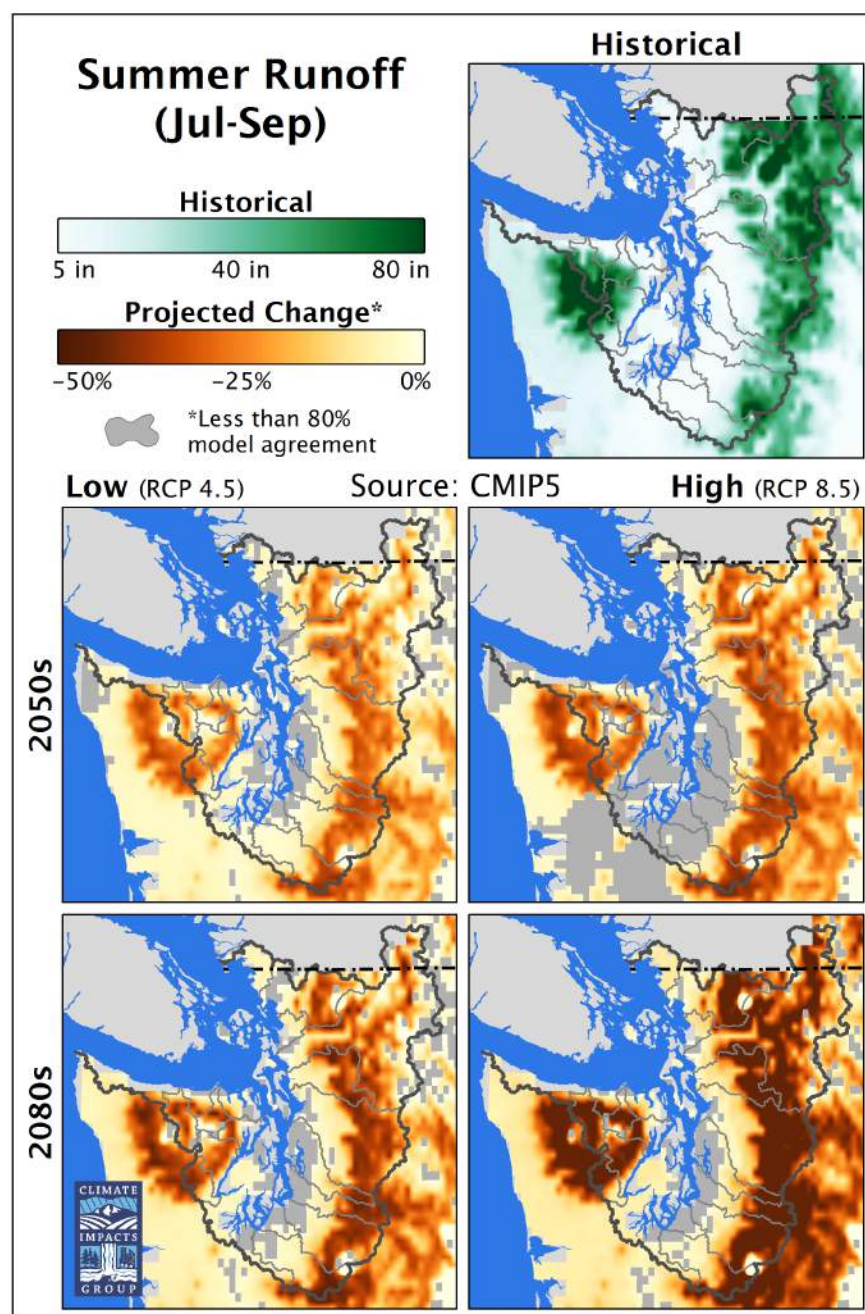 Summer Runoff
(Jul-Sep)
Historical
Historical
5 in 40 in 80 in
Projected Change*
-50% -25% 0%
*Less than 80%
model agreement
Low (RCP 4.5) Source: CMIP5 High (RCP 8.5)
2050s
2080s
CLIMATE
IMPACTS
GROUP